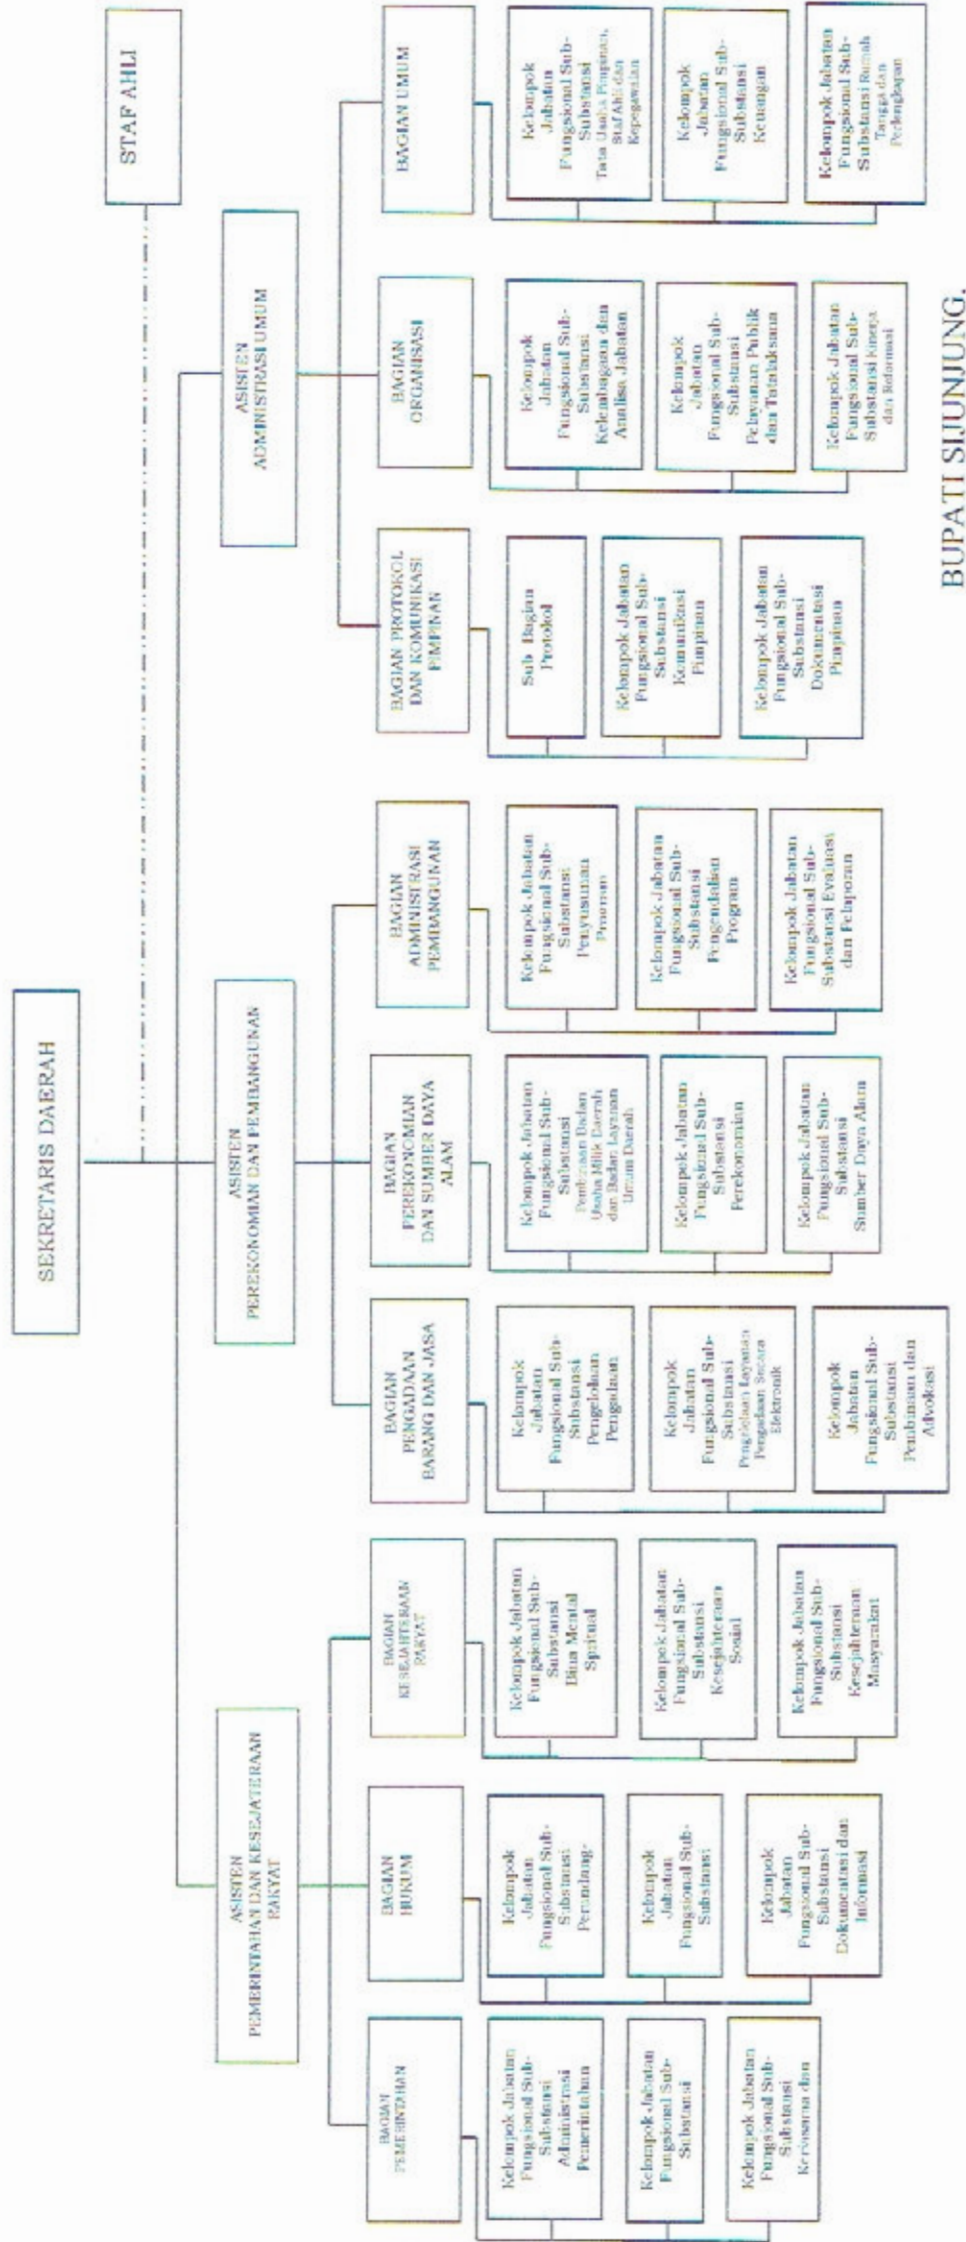 SEKRETARIS DAERAH
STAF AHLI
ASISTEN
PEMERINTAHAN DAN KESEJATERAAN
RAKYAT
ASISTEN
PEREKONOMIAN DAN PEMBANGUNAN
ASISTEN
ADMINISTRASI UMUM
BAGIAN
PEMERINTAHAN
BAGIAN
HUKUM
BAGIAN
KESEJAHTERAAN
RAKYAT
BAGIAN
PENGADAAN
BARANG DAN JASA
BAGIAN
PEREKONOMIAN
DAN SUMBER DAYA
ALAM
BAGIAN
ADMINISTRASI
PEMBANGUNAN
BAGIAN PROTOKOL
DAN KOMUNIKASI
PIMPINAN
BAGIAN
ORGANISASI
BAGIAN UMUM
Kelompok Jabatan
Fungsional Sub-
Substansi
Administrasi
Pemerintahan
Kelompok Jabatan
Fungsional Sub-
Substansi
Kelompok Jabatan
Fungsional Sub-
Substansi
Kerjasama dan
Kelompok
Jabatan
Fungsional Sub-
Substansi
Perundang-
Kelompok
Jabatan
Fungsional Sub-
Substansi
Kelompok
Jabatan
Fungsional Sub-
Substansi
Dokumentasi dan
Informasi
Kelompok Jabatan
Fungsional Sub-
Substansi
Bina Mental
Spritual
Kelompok Jabatan
Fungsional Sub-
Substansi
Kesejahteraan
Sosial
Kelompok Jabatan
Fungsional Sub-
Substansi
Kesejahteraan
Masyarakat
Kelompok
Jabatan
Fungsional Sub-
Substansi
Pengelolaan
Pengadaan
Kelompok
Jabatan
Fungsional Sub-
Substansi
Pengelolaan Layanan
Pengadaan Secara
Elektronik
Kelompok
Jabatan
Fungsional Sub-
Substansi
Pembinaan dan
Advokasi
Kelompok Jabatan
Fungsional Sub-
Substansi
Pembinaan Badan
Usaha Milik Daerah
dan Badan Layanan
Umum Daerah
Kelompok Jabatan
Fungsional Sub-
Substansi
Perekonomian
Kelompok Jabatan
Fungsional Sub-
Substansi
Sumber Daya Alam
Kelompok Jabatan
Fungsional Sub-
Substansi
Penyusunan
Program
Kelompok Jabatan
Fungsional Sub-
Substansi
Pengendalian
Program
Kelompok Jabatan
Fungsional Sub-
Substansi Evaluasi
dan Pelaporan
Sub Bagian
Protokol
Kelompok Jabatan
Fungsional Sub-
Substansi
Komunikasi
Pimpinan
Kelompok Jabatan
Fungsional Sub-
Substansi
Dokumentasi
Pimpinan
Kelompok
Jabatan
Fungsional Sub-
Substansi
Kelembagaan dan
Analisa Jabatan
Kelompok
Jabatan
Fungsional Sub-
Substansi
Pelayanan Publik
dan Tatalaksana
Kelompok Jabatan
Fungsional Sub-
Substansi Kinerja
dan Reformasi
Kelompok
Jabatan
Fungsional Sub-
Substansi
Tata Usaha Pimpinan,
Staf Ahli dan
Kepegawaian
Kelompok
Jabatan
Fungsional Sub-
Substansi
Keuangan
Kelompok Jabatan
Fungsional Sub-
Substansi Rumah
Tangga dan
Perlengkapan
BUPATI SIJUNJUNG,